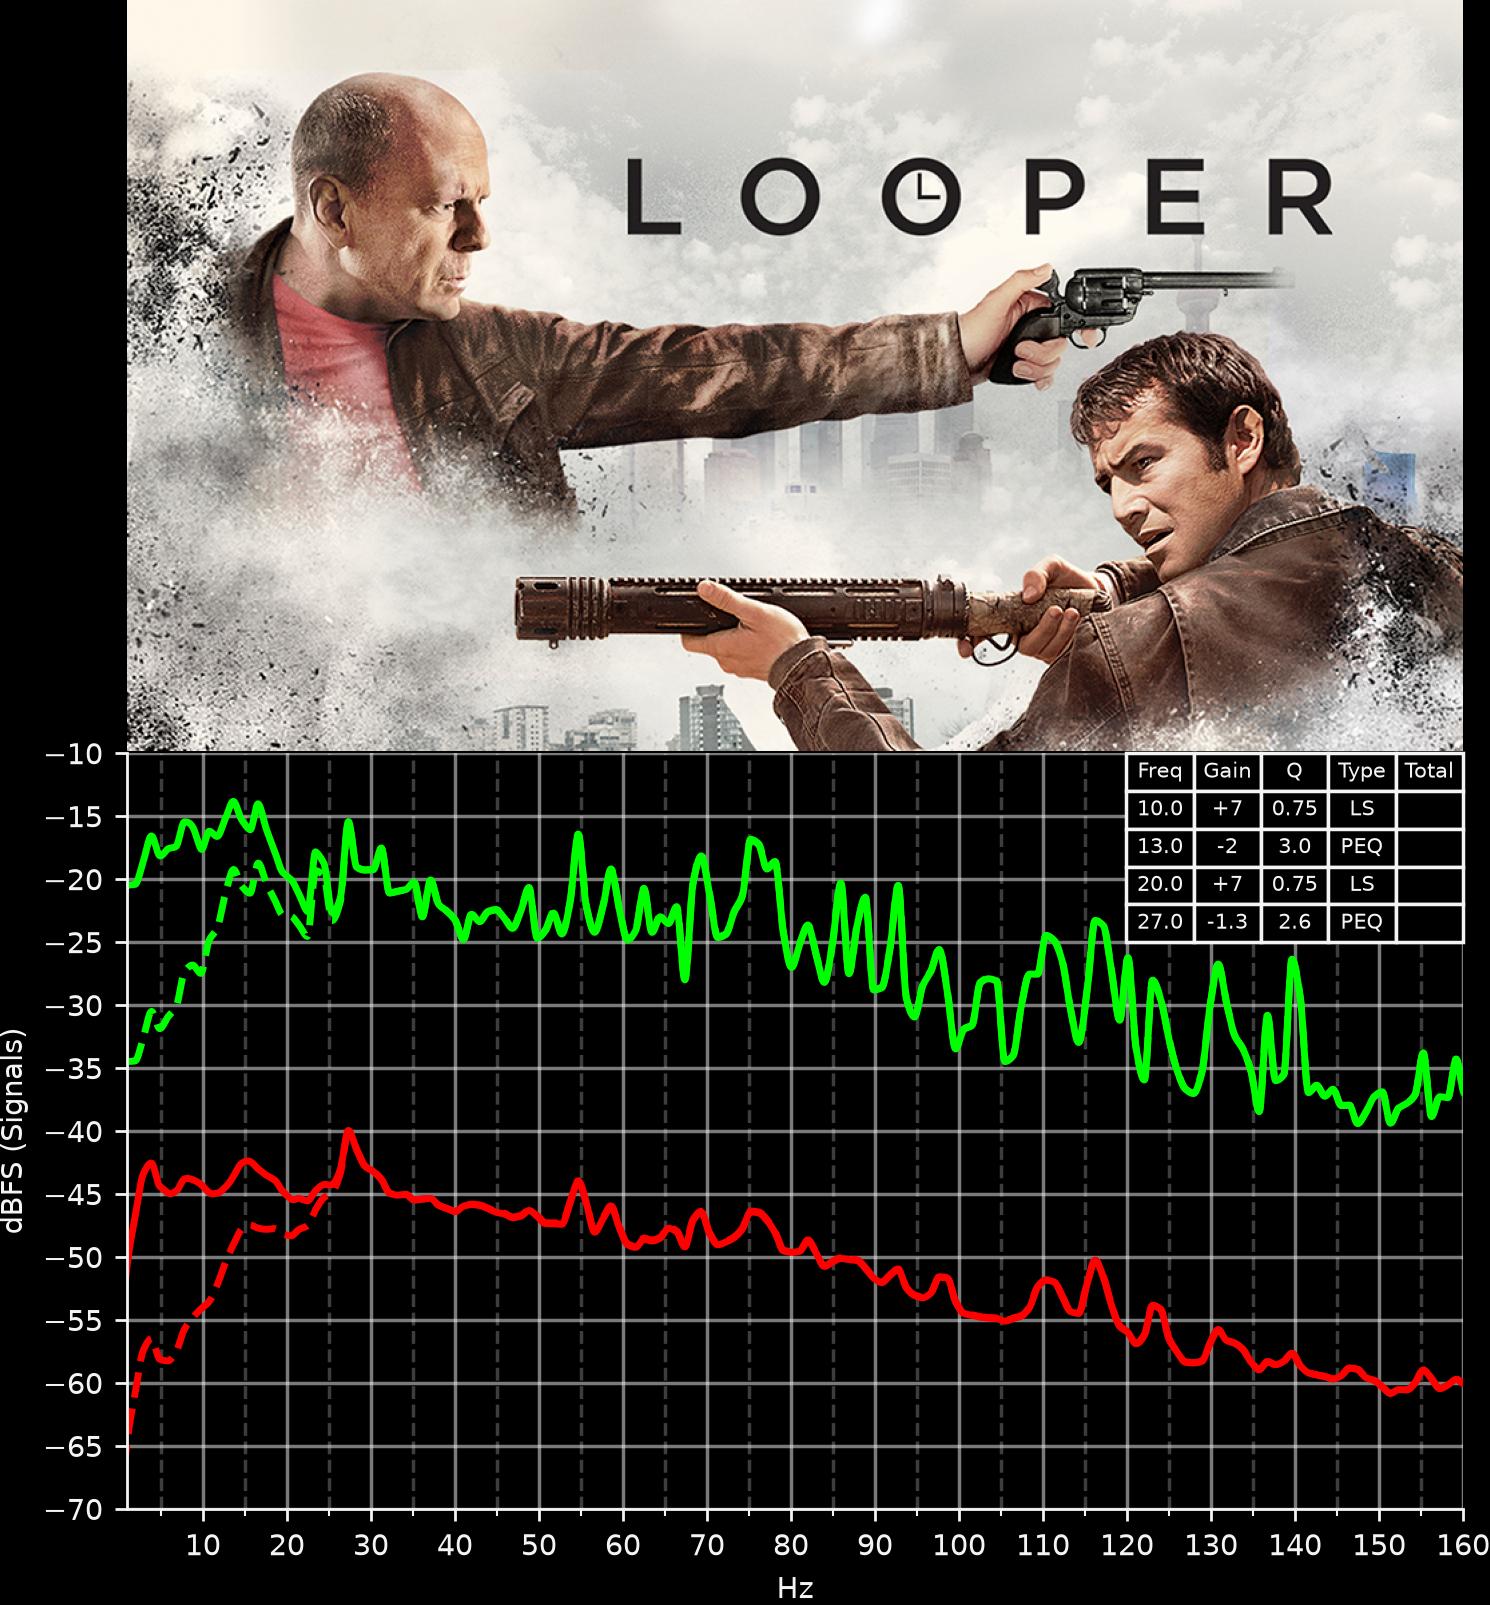 LOOPER
Freq Gain Q Type Total
10.0 +7 0.75 LS
13.0 -2 3.0 PEQ
20.0 +7 0.75 LS
27.0 -1.3 2.6 PEQ
dBFS (Signals)
−10
−15
−20
−25
−30
−35
−40
−45
−50
−55
−60
−65
−70
10 20 30 40 50 60 70 80 90 100 110 120 130 140 150 160
Hz